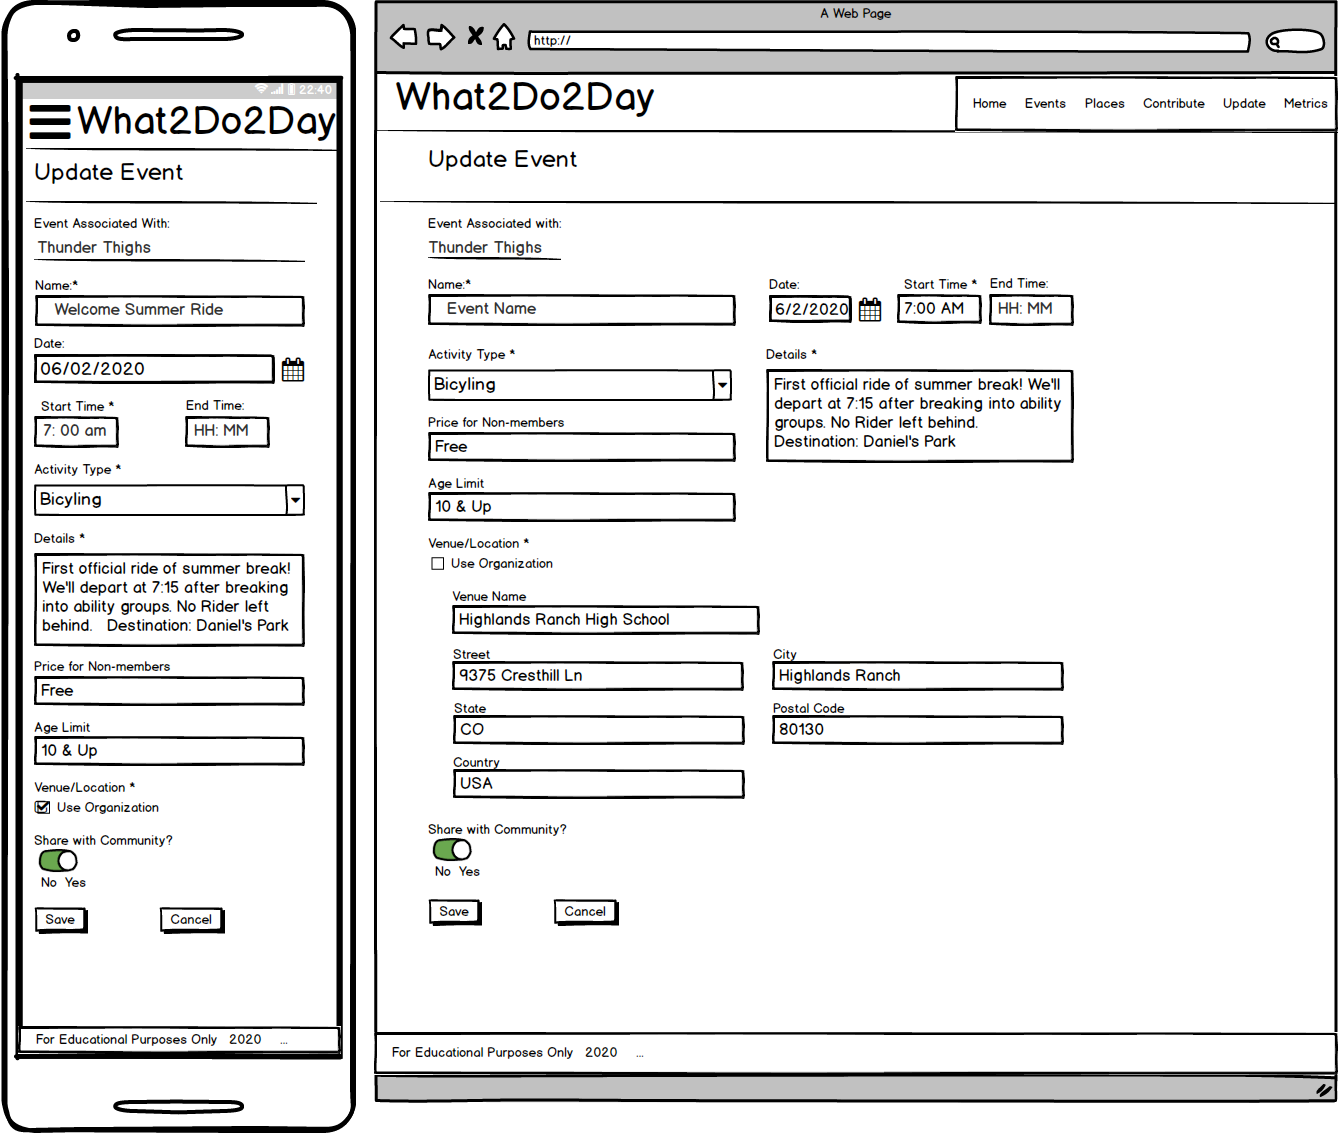 22:40
What2Do2Day
Update Event
Event Associated With:
Thunder Thighs
Name:*
Welcome Summer Ride
Date:
06/02/2020
Start Time * End Time:
7: 00 am HH: MM
Activity Type *
Bicyling
Details *
First official ride of summer break!
We'll depart at 7:15 after breaking
into ability groups. No Rider left
behind. Destination: Daniel's Park
Price for Non-members
Free
Age Limit
10 & Up
Venue/Location *
Use Organization
Share with Community?
No Yes
Save Cancel
For Educational Purposes Only 2020 ...
A Web Page
http://
What2Do2Day
Home Events Places Contribute Update Metrics
Update Event
Event Associated with:
Thunder Thighs
Name:* Date: Start Time * End Time:
Event Name 6/2/2020 7:00 AM HH: MM
Activity Type *
Bicyling
Details *
First official ride of summer break! We'll
depart at 7:15 after breaking into ability
groups. No Rider left behind.
Destination: Daniel's Park
Price for Non-members
Free
Age Limit
10 & Up
Venue/Location *
Use Organization
Venue Name
Highlands Ranch High School
Street City
9375 Cresthill Ln Highlands Ranch
State Postal Code
CO 80130
Country
USA
Share with Community?
No Yes
Save Cancel
For Educational Purposes Only 2020 ...